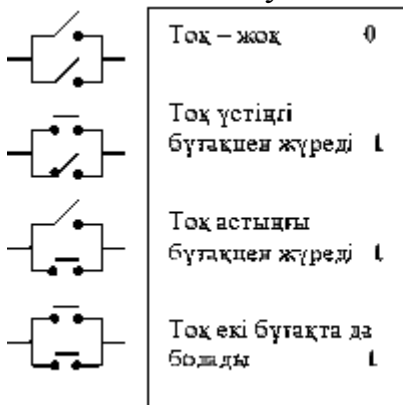 Тоқ – жоқ 0
Тоқ үстіңгі
бұтақпен жүреді 1
Тоқ астыңғы
бұтақпен жүреді 1
Тоқ екі бұтақта да
болады 1